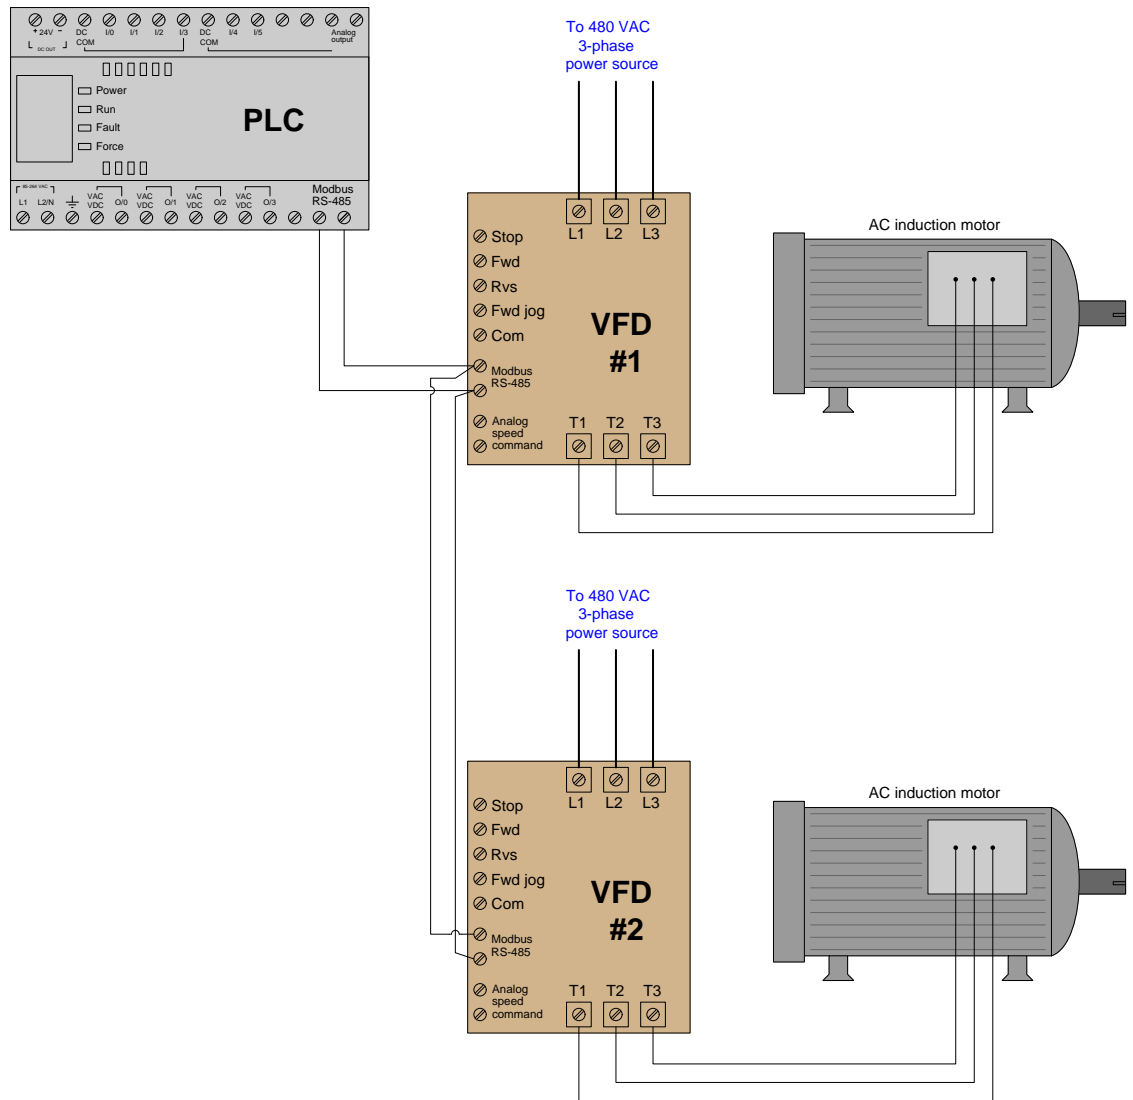 + 24V -
DC OUT
DC COM
I/0
I/1
I/2
I/3
DC COM
I/4
I/5
Analog output
Power
Run
PLC
Fault
Force
85-264 VAC
L1
L2/N
VAC VDC
O/0
VAC VDC
O/1
VAC VDC
O/2
VAC VDC
O/3
Modbus
RS-485
To 480 VAC
3-phase
power source
L1 L2 L3
Stop
Fwd
Rvs
Fwd jog
Com
VFD
#1
Modbus
RS-485
Analog
speed
command
T1 T2 T3
AC induction motor
To 480 VAC
3-phase
power source
L1 L2 L3
Stop
Fwd
Rvs
Fwd jog
Com
VFD
#2
Modbus
RS-485
Analog
speed
command
T1 T2 T3
AC induction motor